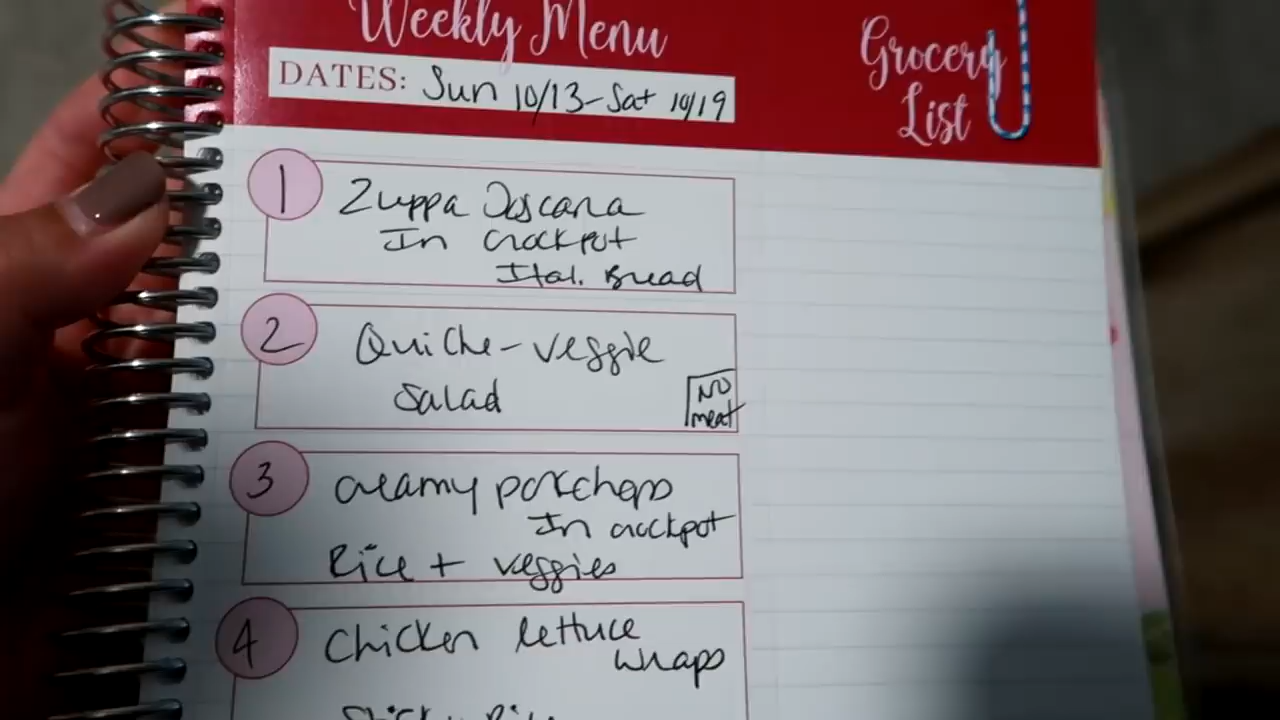 Weekly Menu
DATES: Sun 10/13-Sat 10/19
Grocery
List
1
Zuppa Toscana
In crockpot
Ital. Bread
2
Quiche-veggie
Salad
NO
meat
3
creamy porkchops
In crockpot
Rice + veggies
4
Chicken lettuce
wraps